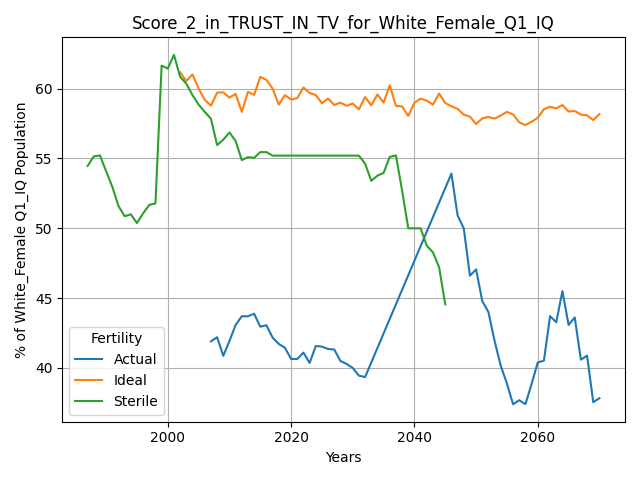 Score_2_in_TRUST_IN_TV_for_White_Female_Q1_IQ
% of White_Female Q1_IQ Population
60
55
50
45
40
Fertility
Actual
Ideal
Sterile
2000 2020 2040 2060
Years